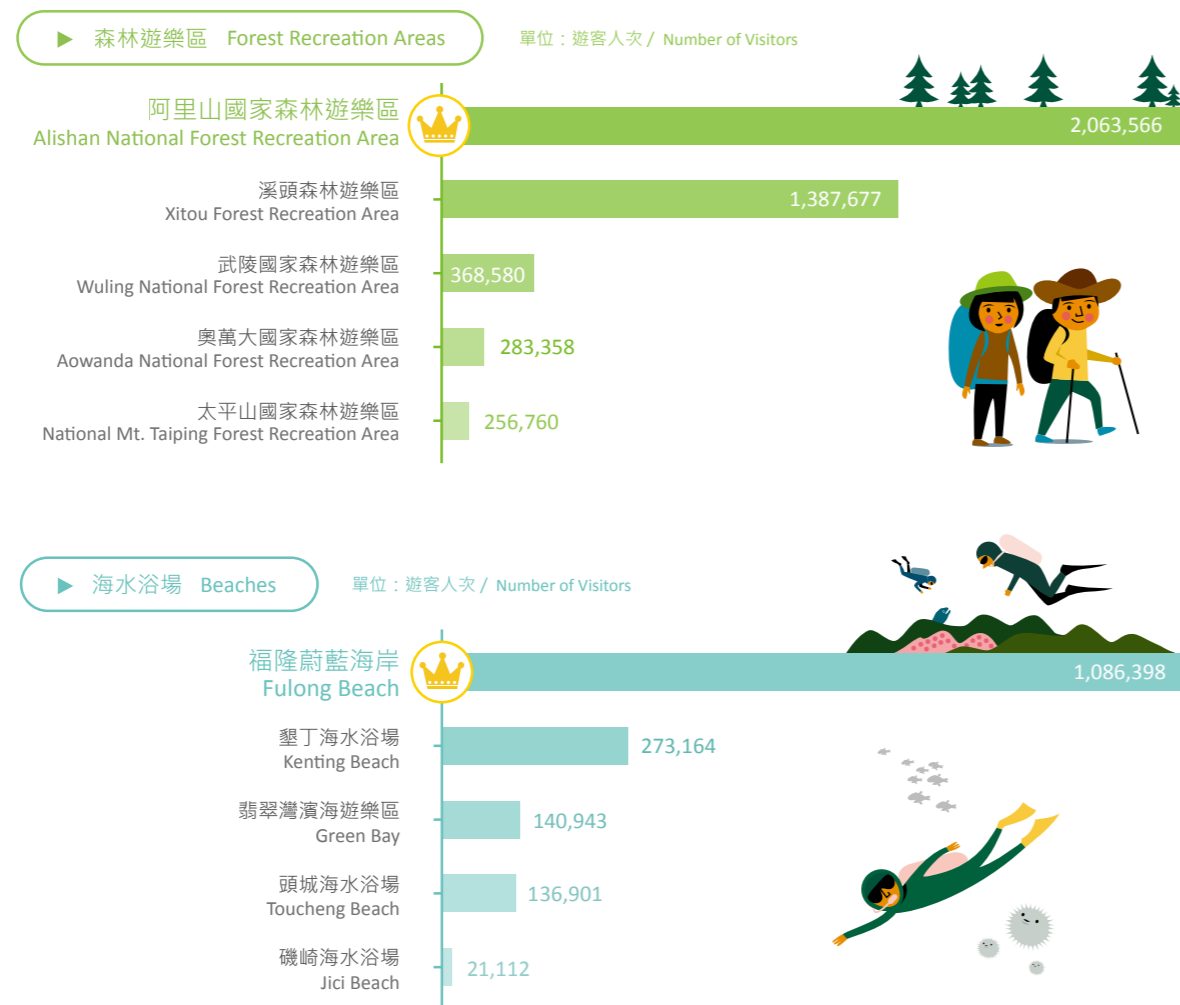 森林遊樂區 Forest Recreation Areas
單位：遊客人次 / Number of Visitors
阿里山國家森林遊樂區
Alishan National Forest Recreation Area
2,063,566
溪頭森林遊樂區
Xitou Forest Recreation Area
1,387,677
武陵國家森林遊樂區
Wuling National Forest Recreation Area
368,580
奧萬大國家森林遊樂區
Aowanda National Forest Recreation Area
283,358
太平山國家森林遊樂區
National Mt. Taiping Forest Recreation Area
256,760
海水浴場 Beaches
單位：遊客人次 / Number of Visitors
福隆蔚藍海岸
Fulong Beach
1,086,398
墾丁海水浴場
Kenting Beach
273,164
翡翠灣濱海遊樂區
Green Bay
140,943
頭城海水浴場
Toucheng Beach
136,901
磯崎海水浴場
Jici Beach
21,112